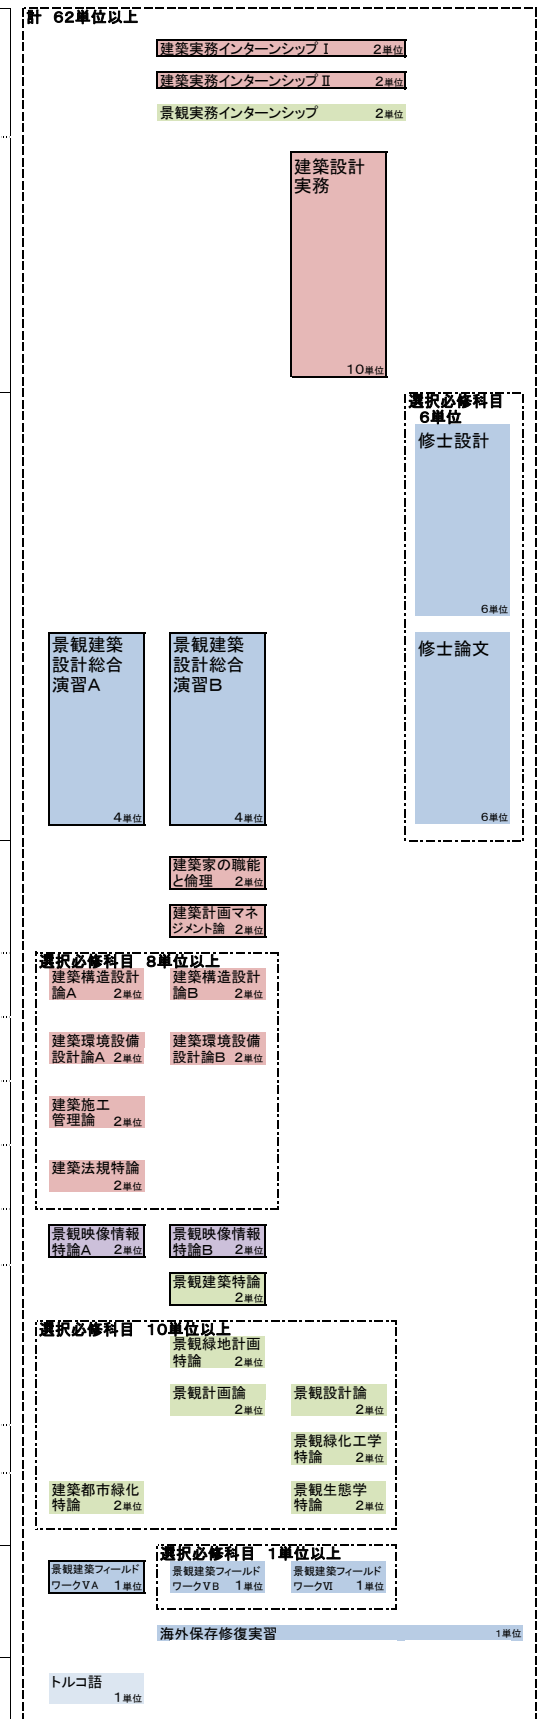 計　62単位以上
建築実務インターンシップⅠ　2単位
建築実務インターンシップⅡ　2単位
景観実務インターンシップ　2単位
建築設計
実務
10単位
選択必修科目
6単位
修士設計
6単位
景観建築
設計総合
演習A
4単位
景観建築
設計総合
演習B
4単位
修士論文
6単位
建築家の職能
と倫理　2単位
建築計画マネ
ジメント論　2単位
選択必修科目　8単位以上
建築構造設計
論A　2単位
建築構造設計
論B　2単位
建築環境設備
設計論A　2単位
建築環境設備
設計論B　2単位
建築施工
管理論　2単位
建築法規特論
2単位
景観映像情報
特論A　2単位
景観映像情報
特論B　2単位
景観建築特論
2単位
選択必修科目　10単位以上
景観緑地計画
特論　2単位
景観計画論
2単位
景観設計論
2単位
景観緑化工学
特論　2単位
建築都市緑化
特論　2単位
景観生態学
特論　2単位
選択必修科目　1単位以上
景観建築フィールド
ワークⅤA　1単位
景観建築フィールド
ワークⅤB　1単位
景観建築フィールド
ワークⅥ　1単位
海外保存修復実習　1単位
トルコ語
1単位